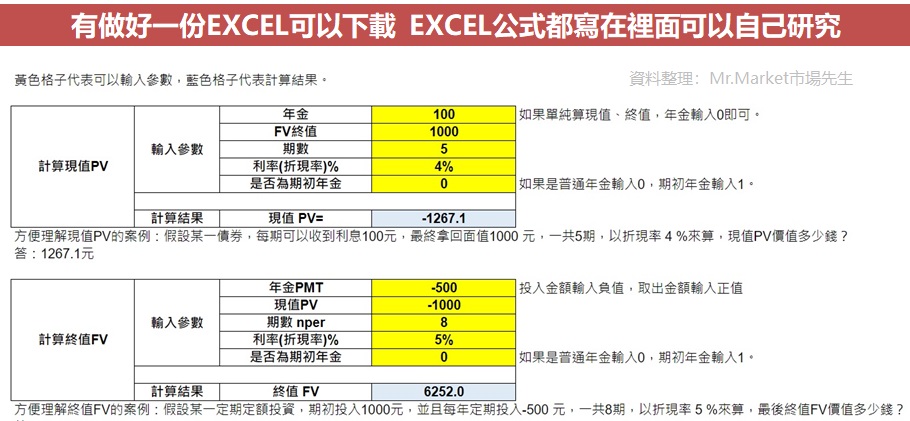 有做好一份EXCEL可以下載 EXCEL公式都寫在裡面可以自己研究
黃色格子代表可以輸入參數，藍色格子代表計算結果。
資料整理：Mr.Market市場先生
計算現值PV
輸入參數
年金 100 如果單純算現值、終值，年金輸入0即可。
FV終值 1000
期數 5
利率(折現率)% 4%
是否為期初年金 0 如果是普通年金輸入0，期初年金輸入1。
計算結果 現值 PV= -1267.1
方便理解現值PV的案例：假設某一債券，每期可以收到利息100元，最終拿回面值1000 元，一共5期，以折現率 4 %來算，現值PV價值多少錢？
答：1267.1元
計算終值FV
輸入參數
年金PMT -500 投入金額輸入負值，取出金額輸入正值
現值PV -1000
期數 nper 8
利率(折現率)% 5%
是否為期初年金 0 如果是普通年金輸入0，期初年金輸入1。
計算結果 終值 FV 6252.0
方便理解終值FV的案例：假設某一定期定額投資，期初投入1000元，並且每年定期投入-500 元，一共8期，以折現率 5 %來算，最後終值FV價值多少錢？